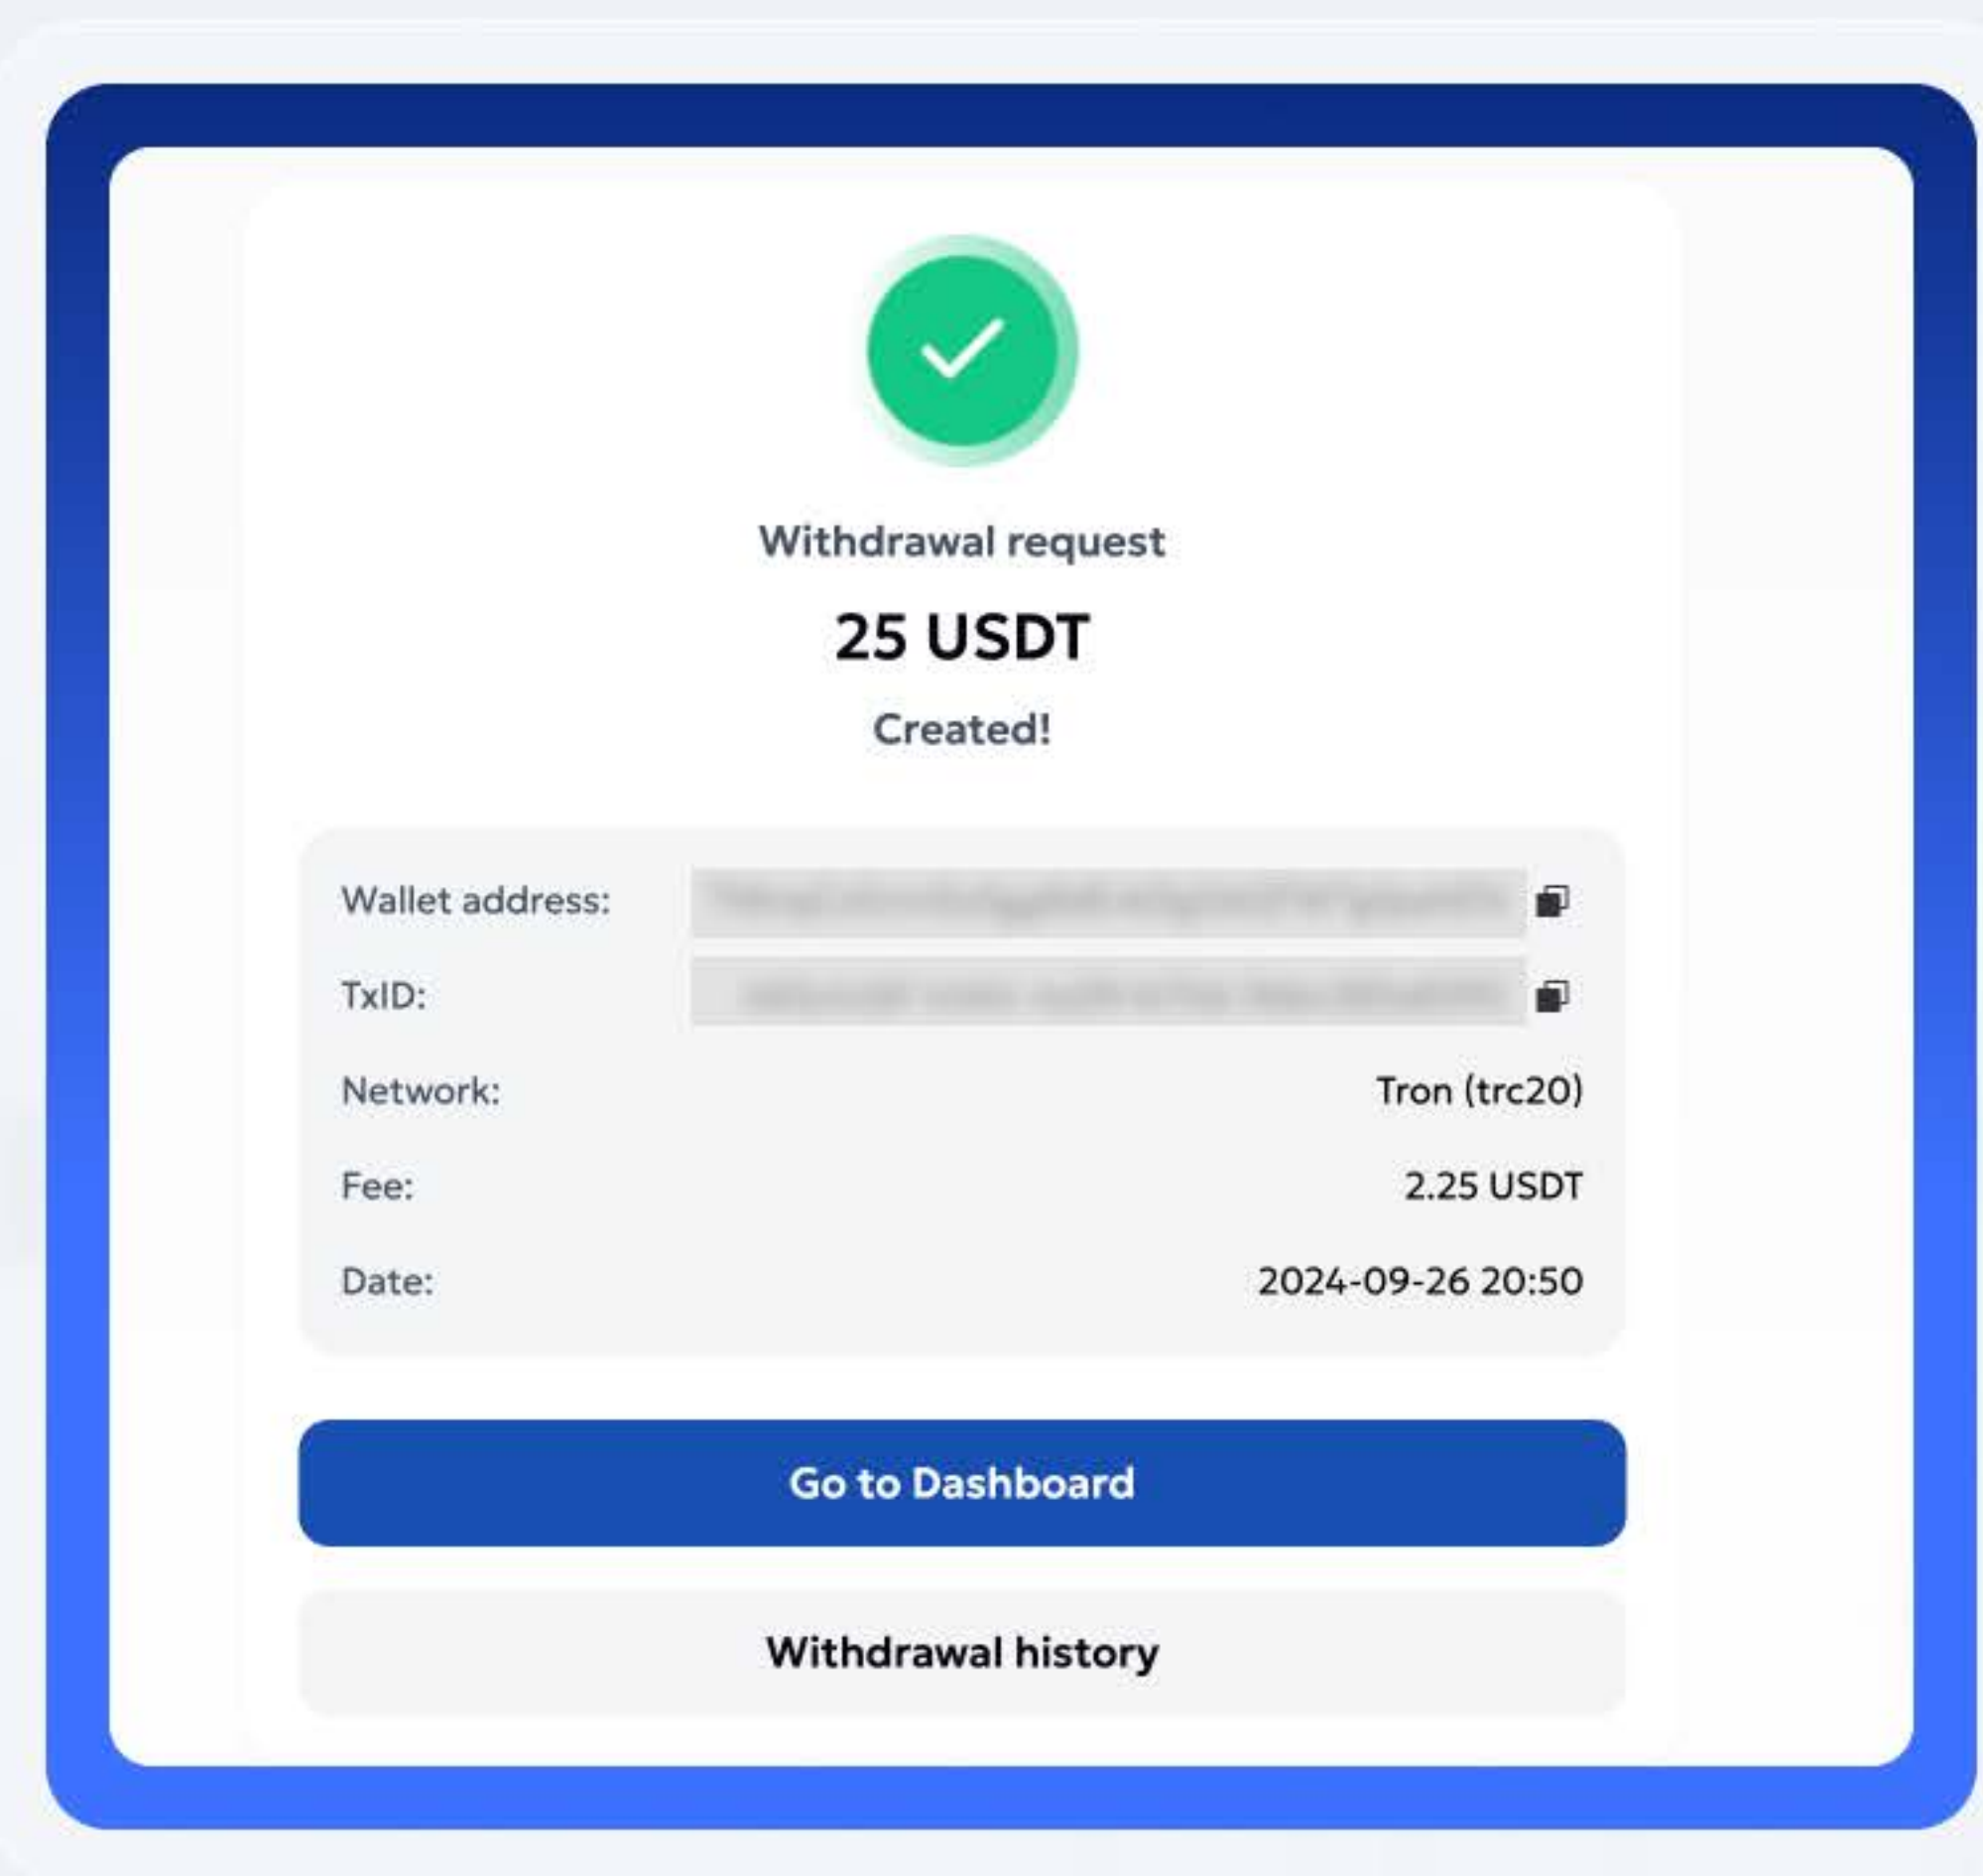 Withdrawal request
25 USDT
Created!
Wallet address:
TxID:
Network: Tron (trc20)
Fee: 2.25 USDT
Date: 2024-09-26 20:50
Go to Dashboard
Withdrawal history